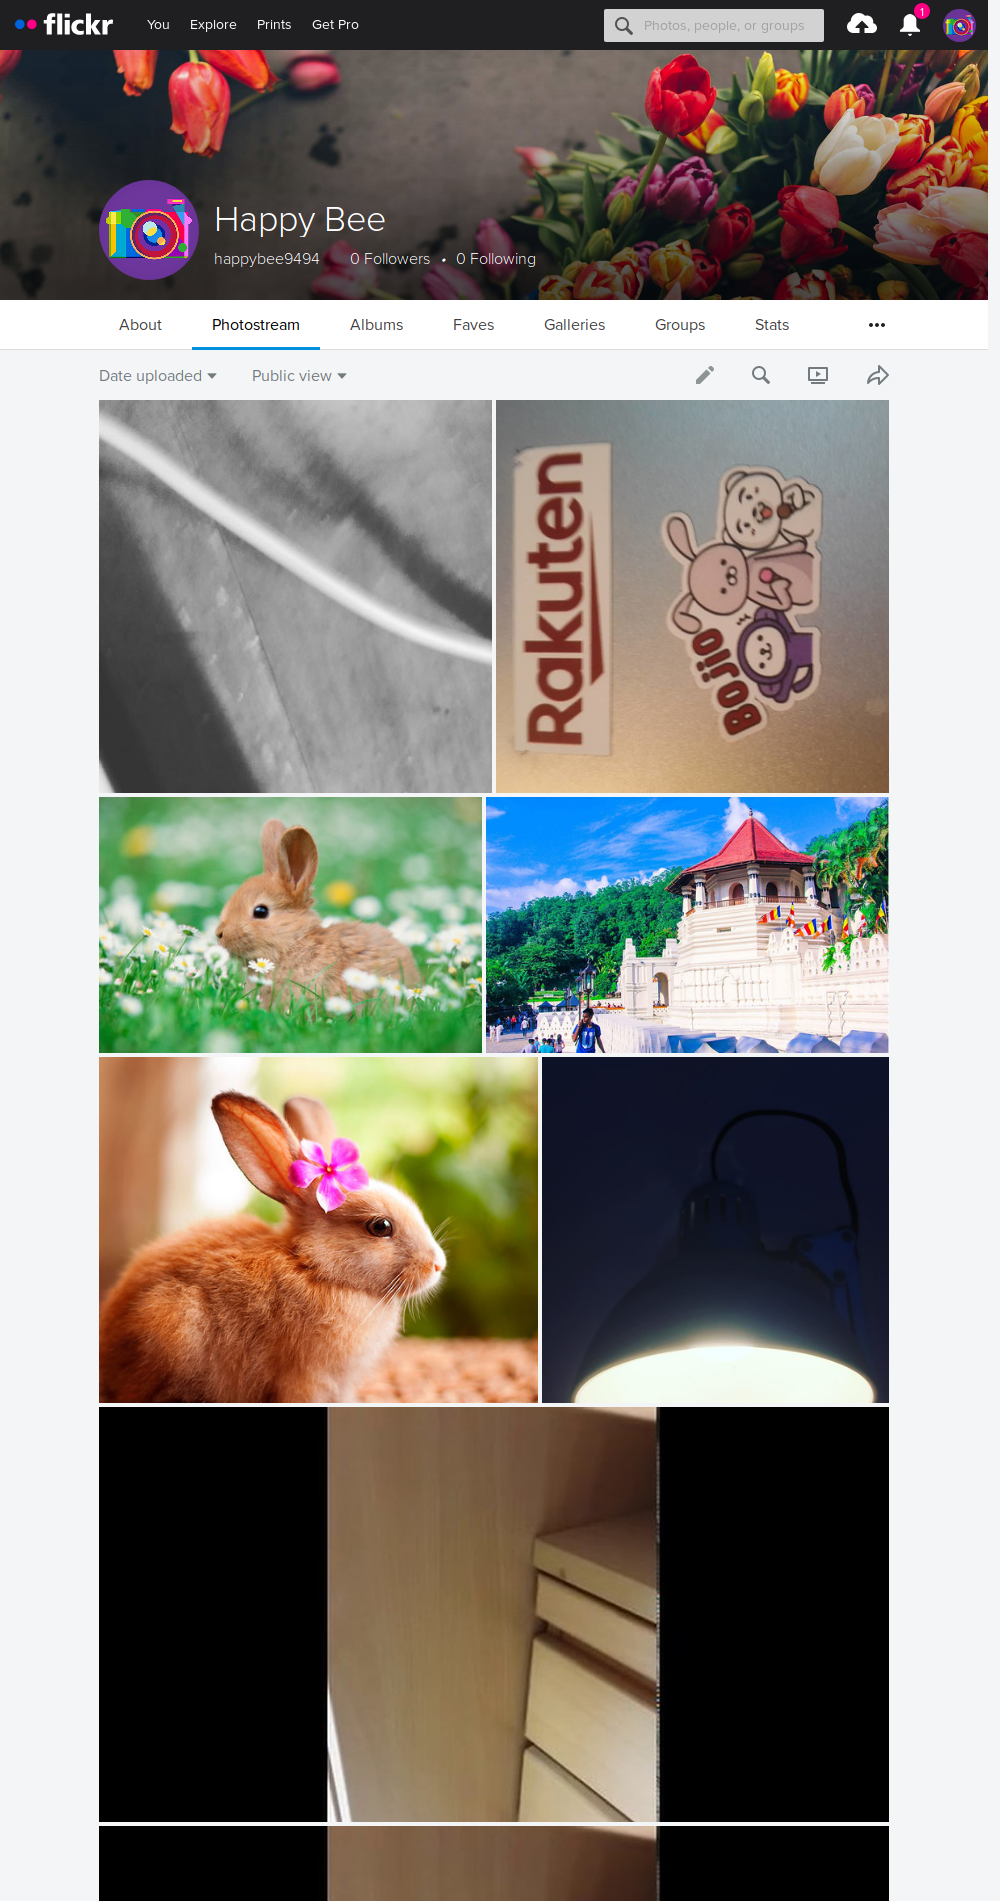 flickr
You Explore Prints Get Pro
Photos, people, or groups
1
Happy Bee
happybee9494 0 Followers • 0 Following
About Photostream Albums Faves Galleries Groups Stats
Date uploaded Public view
Rakuten
Bojio